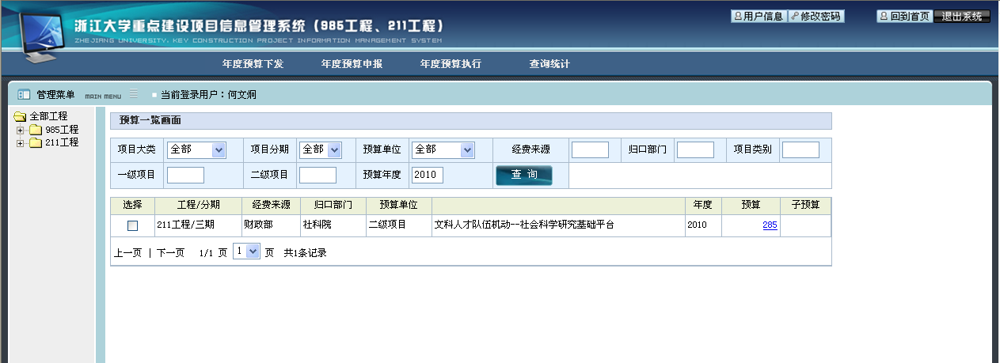 浙江大学重点建设项目信息管理系统（985工程、211工程）
ZHEJIANG UNIVERSITY, KEY CONSTRUCTION PROJECT INFORMATION MANAGEMENT SYSTEM
用户信息 修改密码 回到首页 退出系统
年度预算下发 年度预算申报 年度预算执行 查询统计
管理菜单 MAIN MENU 当前登录用户：何文炯
全部工程
985工程
211工程
预算一览画面
项目大类 全部 项目分期 全部 预算单位 全部 经费来源 归口部门 项目类别
一级项目 二级项目 预算年度 2010 查 询
选择 工程/分期 经费来源 归口部门 预算单位 年度 预算 子预算
211工程/三期 财政部 社科院 二级项目 文科人才队伍机动--社会科学研究基础平台 2010 285
上一页 | 下一页 1/1 页 1 页 共1条记录